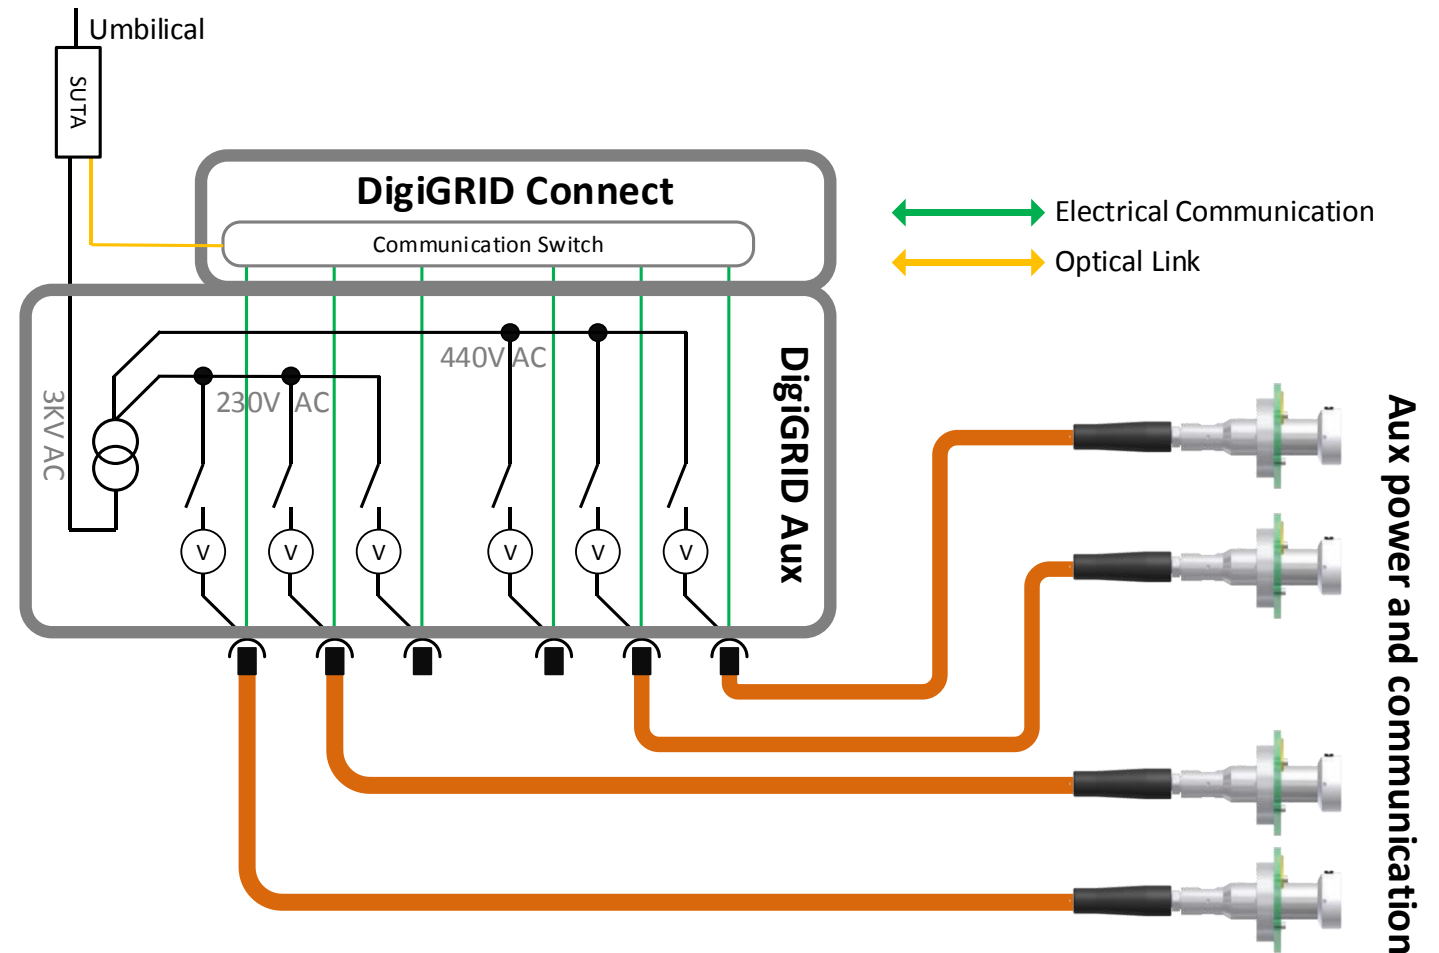 Umbilical
SUTA
DigiGRID Connect
Communication Switch
Electrical Communication
Optical Link
440V AC
230V AC
3KV AC
DigiGRID Aux
V
V
V
V
V
V
Aux power and communication